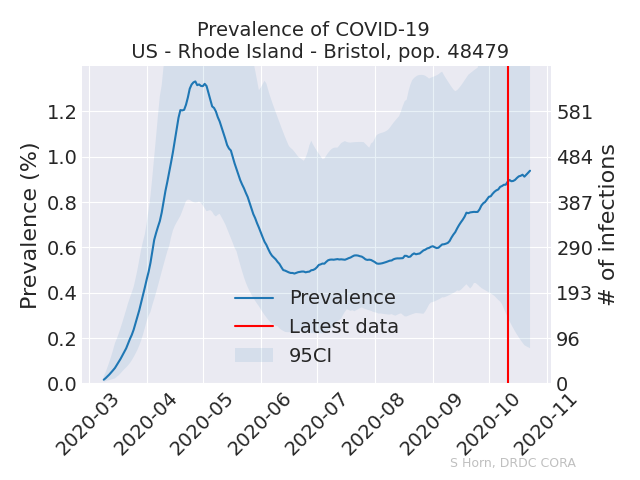 Prevalence of COVID-19
US - Rhode Island - Bristol, pop. 48479
Prevalence (%)
1.2
1.0
0.8
0.6
0.4
0.2
0.0
581
484
387
290
193
96
0
# of infections
Prevalence
Latest data
95CI
2020-03
2020-04
2020-05
2020-06
2020-07
2020-08
2020-09
2020-10
2020-11
S Horn, DRDC CORA